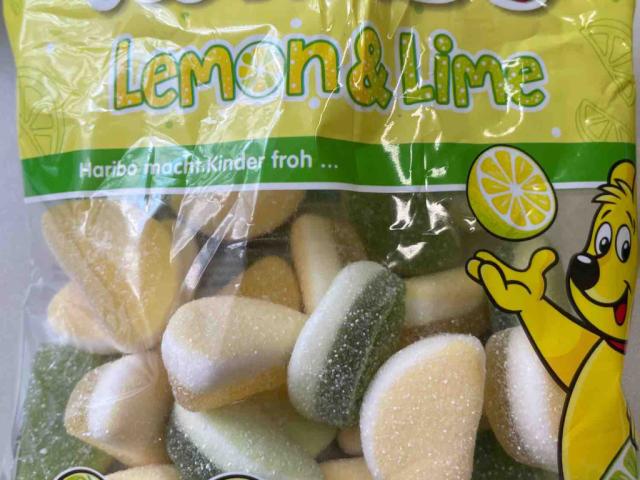 Lemon & Lime
Haribo macht Kinder froh ...